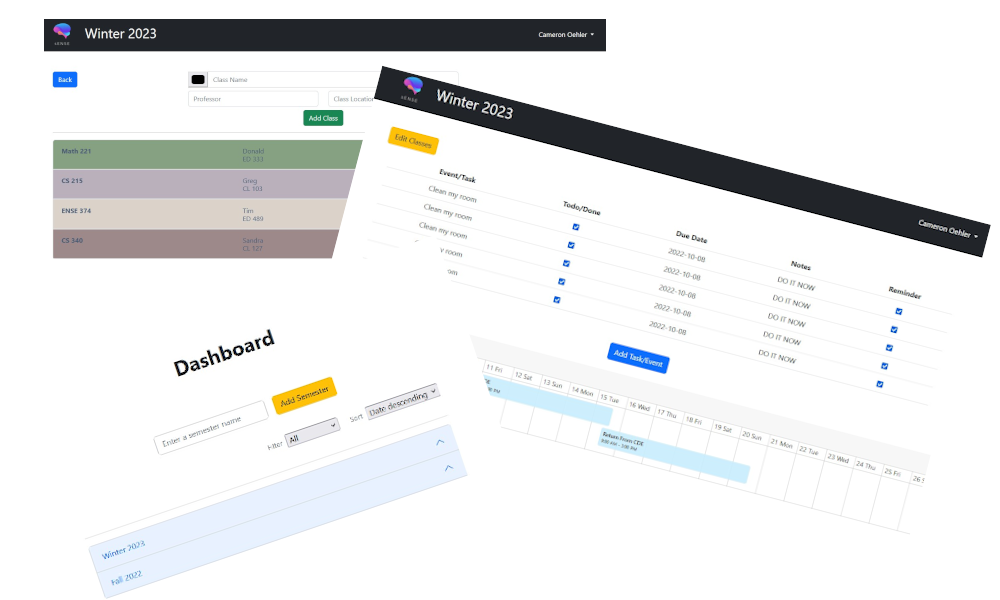 Winter 2023
Cameron Oehler
Back
Class Name
Professor
Class Location
Add Class
Math 221
Donald
ED 333
CS 215
Greg
CL 103
ENSE 374
Tim
ED 489
CS 340
Sandra
CL 127
Winter 2023
Cameron Oehler
Edit Classes
Event/Task Todo/Done Due Date Notes Reminder
Clean my room 2022-10-08 DO IT NOW
Clean my room 2022-10-08 DO IT NOW
Clean my room 2022-10-08 DO IT NOW
room 2022-10-08 DO IT NOW
2022-10-08 DO IT NOW
Add Task/Event
11 Fri 12 Sat 13 Sun 14 Mon 15 Tue 16 Wed 17 Thu 18 Fri 19 Sat 20 Sun 21 Mon 22 Tue 23 Wed 24 Thu 25 Fri 26
Return From CDE
Dashboard
Enter a semester name
Add Semester
Filter All Sort Date descending
Winter 2023
Fall 2022